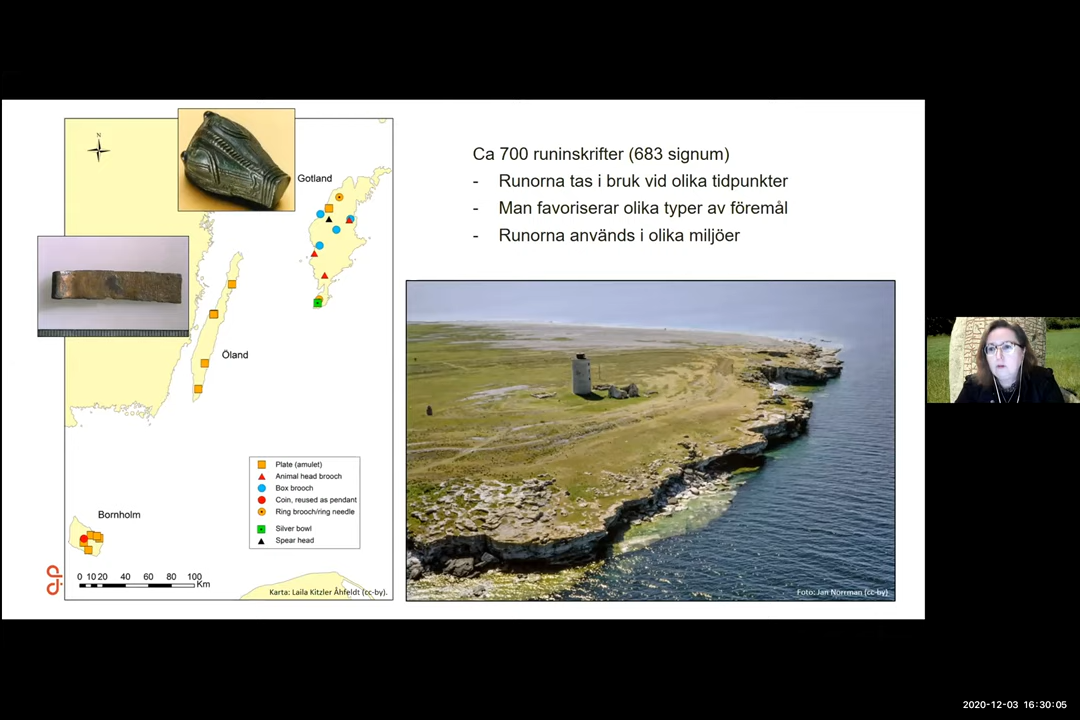 Ca 700 runinskrifter (683 signum)
- Runorna tas i bruk vid olika tidpunkter
- Man favoriserar olika typer av föremål
- Runorna används i olika miljöer
N
Gotland
Öland
Plate (amulet)
Animal head brooch
Box brooch
Coin, reused as pendant
Ring brooch/ring needle
Silver bowl
Spear head
Bornholm
0 10 20 40 60 80 100
Km
Karta: Laila Kitzler Åhfeldt (cc-by).
Foto: Jan Norrman (cc-by)
2020-12-03 16:30:05